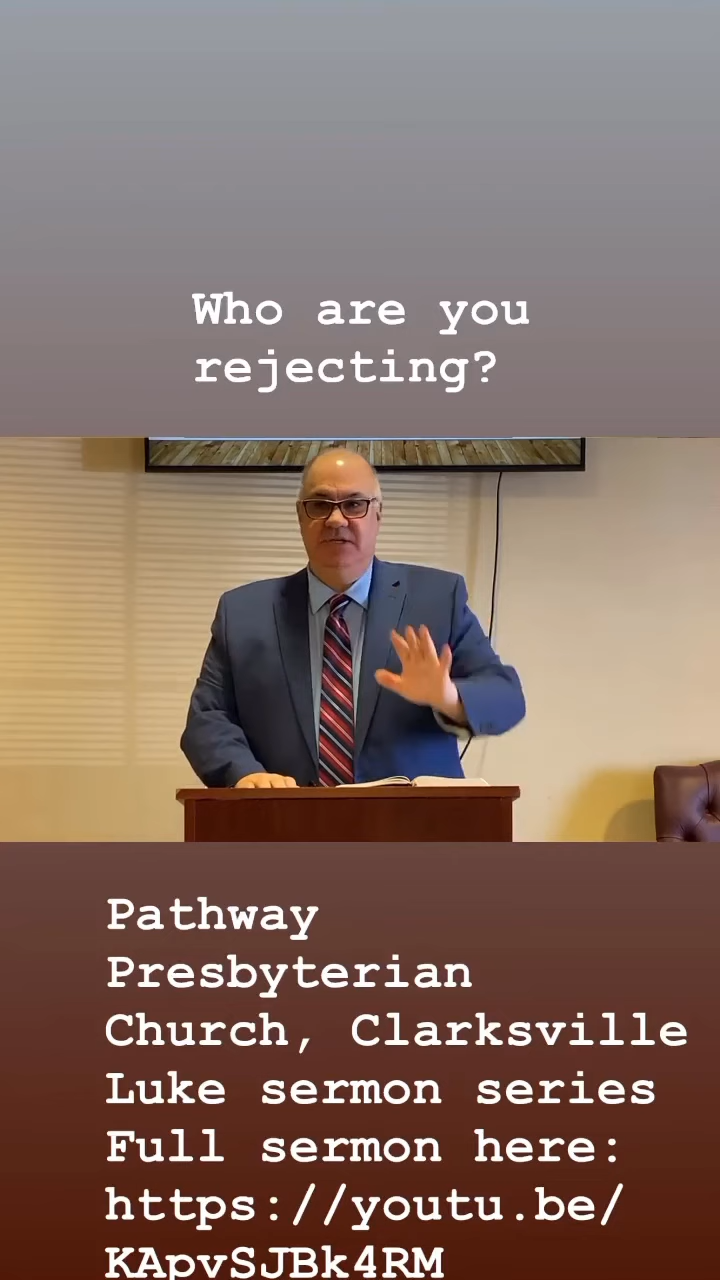 Who are you
rejecting?
Pathway
Presbyterian
Church, Clarksville
Luke sermon series
Full sermon here:
https://youtu.be/
KApvSJBk4RM